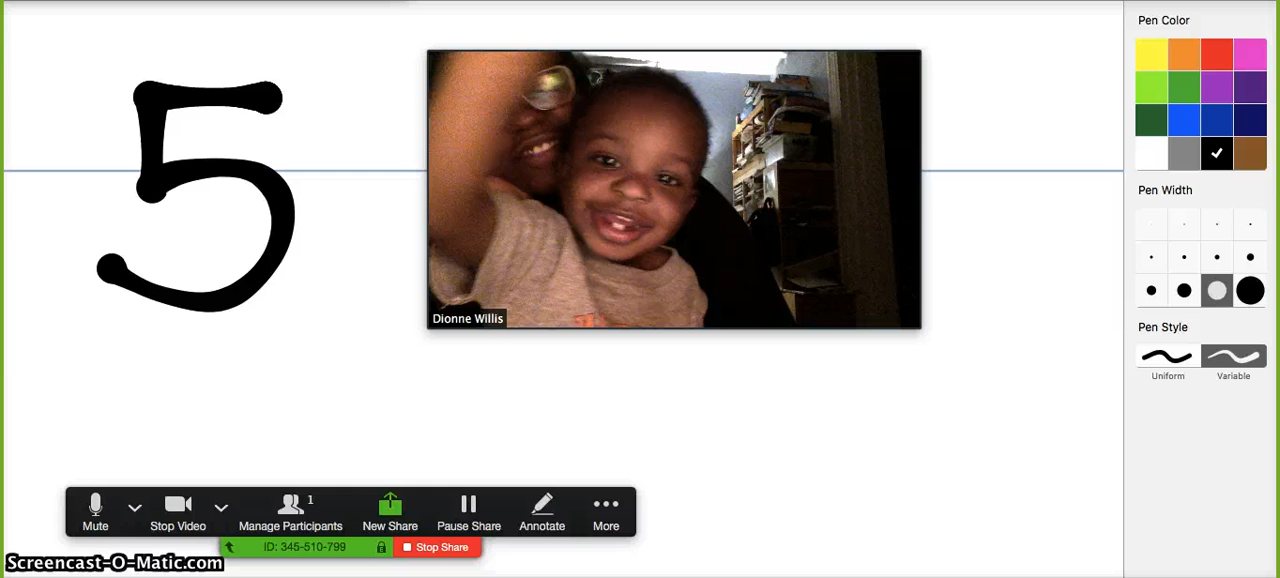 Pen Color
5
Pen Width
Dionne Willis
Pen Style
Uniform Variable
1
Mute Stop Video Manage Participants New Share Pause Share Annotate More
ID: 345-510-799 Stop Share
Screencast-O-Matic.com